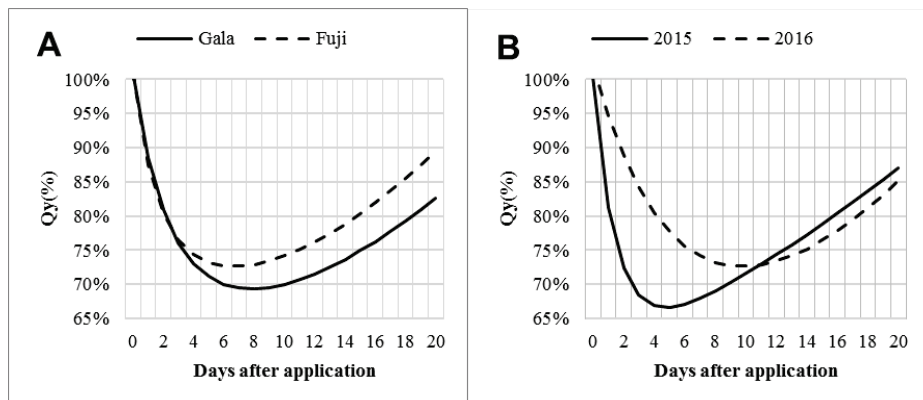 A
Gala
Fuji
100%
95%
90%
85%
80%
75%
70%
65%
Qy(%)
0 2 4 6 8 10 12 14 16 18 20
Days after application
B
2015
2016
100%
95%
90%
85%
80%
75%
70%
65%
Qy(%)
0 2 4 6 8 10 12 14 16 18 20
Days after application